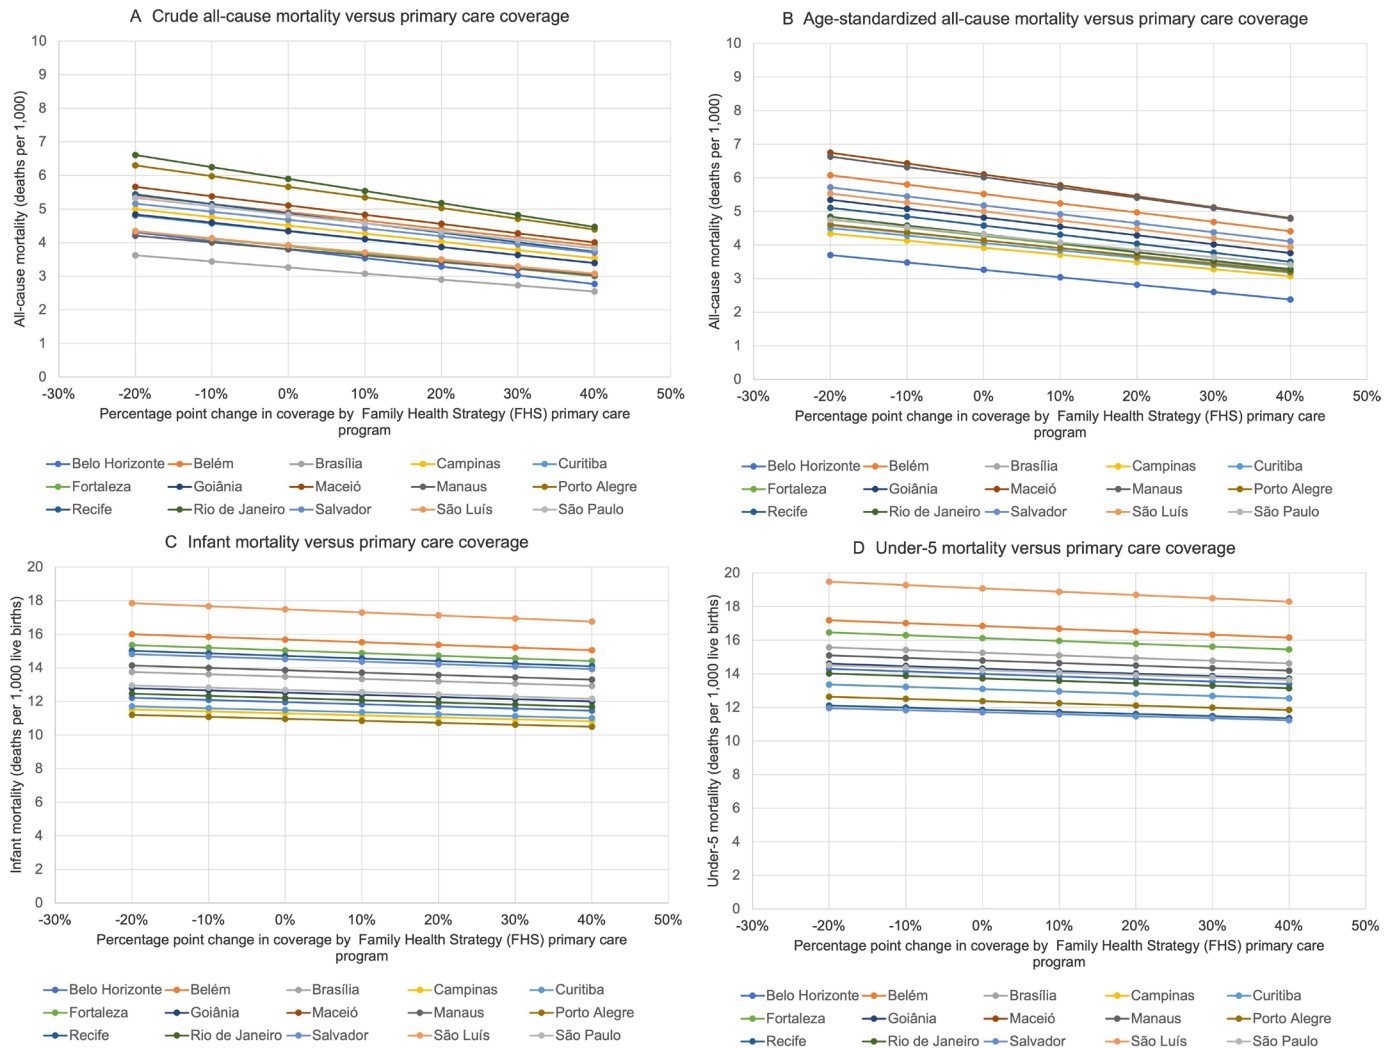 A Crude all-cause mortality versus primary care coverage
10
9
8
7
6
5
4
3
2
1
0
All-cause mortality (deaths per 1,000)
-30% -20% -10% 0% 10% 20% 30% 40% 50%
Percentage point change in coverage by Family Health Strategy (FHS) primary care
program
Belo Horizonte Belém Brasília Campinas Curitiba
Fortaleza Goiânia Maceió Manaus Porto Alegre
Recife Rio de Janeiro Salvador São Luís São Paulo
B Age-standardized all-cause mortality versus primary care coverage
10
9
8
7
6
5
4
3
2
1
0
All-cause mortality (deaths per 1,000)
-30% -20% -10% 0% 10% 20% 30% 40% 50%
Percentage point change in coverage by Family Health Strategy (FHS) primary care
program
Belo Horizonte Belém Brasília Campinas Curitiba
Fortaleza Goiânia Maceió Manaus Porto Alegre
Recife Rio de Janeiro Salvador São Luís São Paulo
C Infant mortality versus primary care coverage
20
18
16
14
12
10
8
6
4
2
0
Infant mortality (deaths per 1,000 live births)
-30% -20% -10% 0% 10% 20% 30% 40% 50%
Percentage point change in coverage by Family Health Strategy (FHS) primary care
program
Belo Horizonte Belém Brasília Campinas Curitiba
Fortaleza Goiânia Maceió Manaus Porto Alegre
Recife Rio de Janeiro Salvador São Luís São Paulo
D Under-5 mortality versus primary care coverage
20
18
16
14
12
10
8
6
4
2
0
Under-5 mortality (deaths per 1,000 live births)
-30% -20% -10% 0% 10% 20% 30% 40% 50%
Percentage point change in coverage by Family Health Strategy (FHS) primary care
program
Belo Horizonte Belém Brasília Campinas Curitiba
Fortaleza Goiânia Maceió Manaus Porto Alegre
Recife Rio de Janeiro Salvador São Luís São Paulo